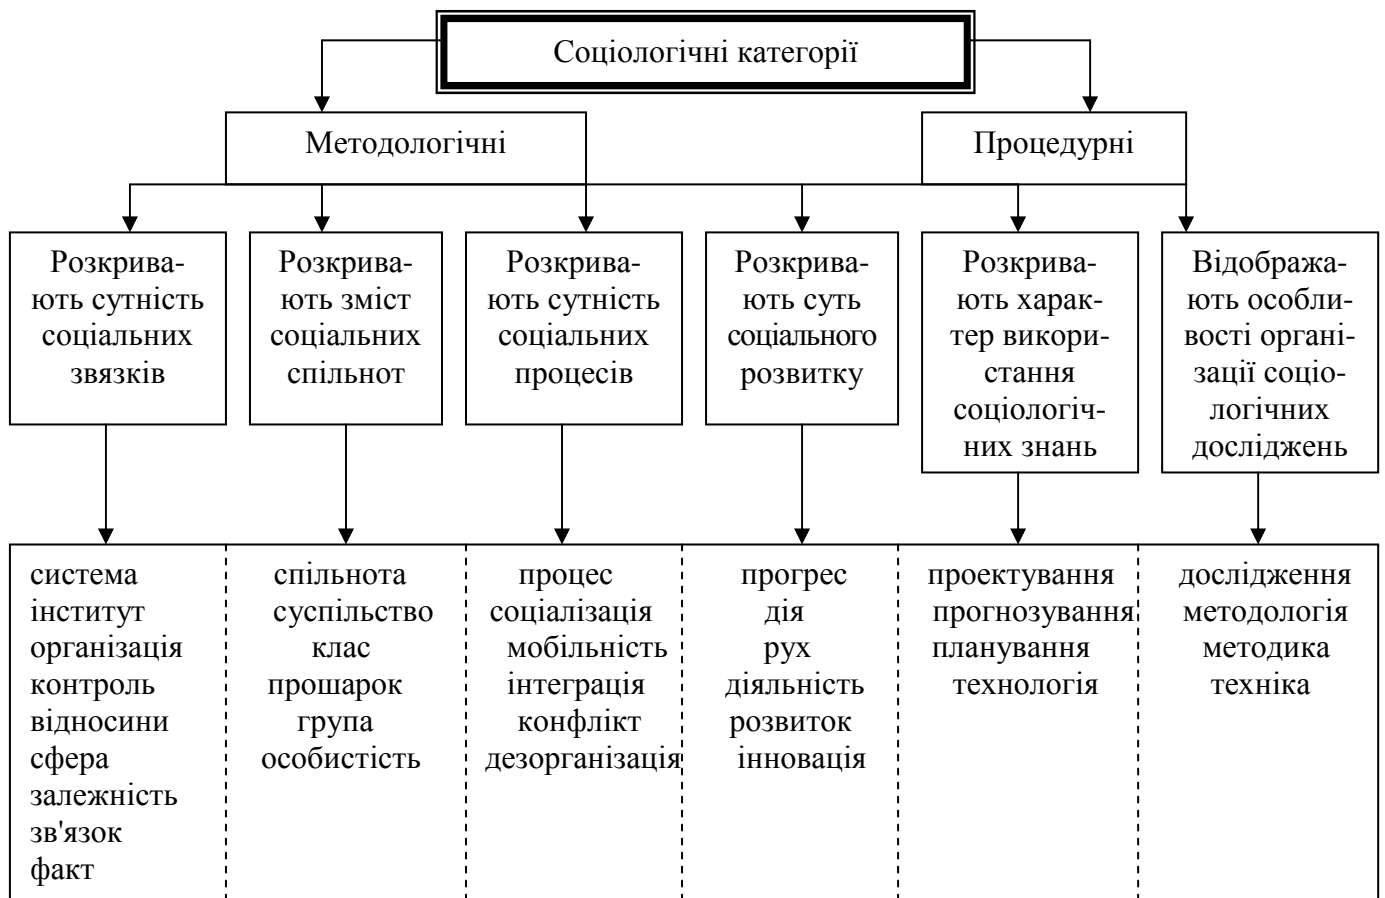 Соціологічні категорії
Методологічні
Процедурні
Розкрива-
ють сутність
соціальних
звязків
Розкрива-
ють зміст
соціальних
спільнот
Розкрива-
ють сутність
соціальних
процесів
Розкрива-
ють суть
соціального
розвитку
Розкрива-
ють харак-
тер викори-
стання
соціологіч-
них знань
Відобража-
ють особли-
вості органі-
зації соціо-
логічних
досліджень
система
інститут
організація
контроль
відносини
сфера
залежність
зв'язок
факт
спільнота
суспільство
клас
прошарок
група
особистість
процес
соціалізація
мобільність
інтеграція
конфлікт
дезорганізація
прогрес
дія
рух
діяльність
розвиток
інновація
проектування
прогнозування
планування
технологія
дослідження
методологія
методика
техніка